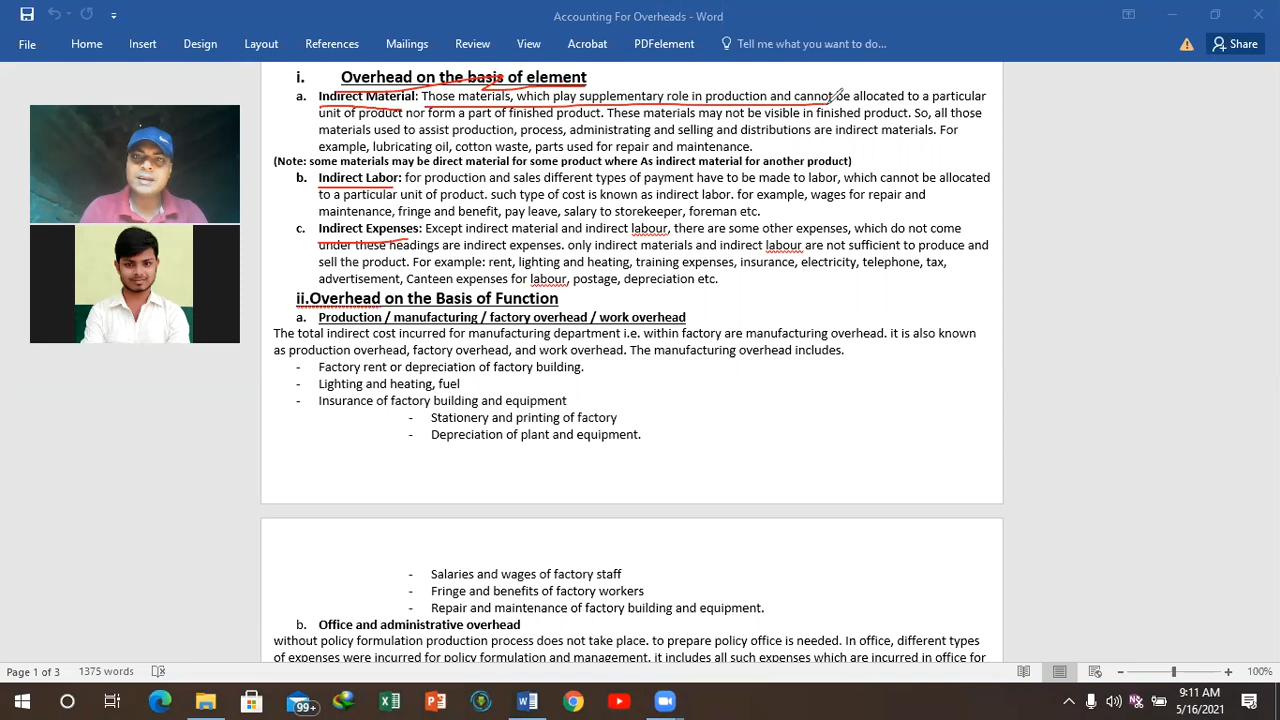 Accounting For Overheads - Word
File Home Insert Design Layout References Mailings Review View Acrobat PDFelement Tell me what you want to do... Share
i. Overhead on the basis of element
a. Indirect Material: Those materials, which play supplementary role in production and cannot be allocated to a particular
unit of product nor form a part of finished product. These materials may not be visible in finished product. So, all those
materials used to assist production, process, administrating and selling and distributions are indirect materials. For
example, lubricating oil, cotton waste, parts used for repair and maintenance.
(Note: some materials may be direct material for some product where As indirect material for another product)
b. Indirect Labor: for production and sales different types of payment have to be made to labor, which cannot be allocated
to a particular unit of product. such type of cost is known as indirect labor. for example, wages for repair and
maintenance, fringe and benefit, pay leave, salary to storekeeper, foreman etc.
c. Indirect Expenses: Except indirect material and indirect labour, there are some other expenses, which do not come
under these headings are indirect expenses. only indirect materials and indirect labour are not sufficient to produce and
sell the product. For example: rent, lighting and heating, training expenses, insurance, electricity, telephone, tax,
advertisement, Canteen expenses for labour, postage, depreciation etc.
ii.Overhead on the Basis of Function
a. Production / manufacturing / factory overhead / work overhead
The total indirect cost incurred for manufacturing department i.e. within factory are manufacturing overhead. it is also known
as production overhead, factory overhead, and work overhead. The manufacturing overhead includes.
- Factory rent or depreciation of factory building.
- Lighting and heating, fuel
- Insurance of factory building and equipment
- Stationery and printing of factory
- Depreciation of plant and equipment.
- Salaries and wages of factory staff
- Fringe and benefits of factory workers
- Repair and maintenance of factory building and equipment.
b. Office and administrative overhead
without policy formulation production process does not take place. to prepare policy office is needed. In office, different types
of expenses were incurred for policy formulation and management. it includes all such expenses which are incurred in office for
Page 1 of 3 1375 words 100%
99+
9:11 AM
5/16/2021